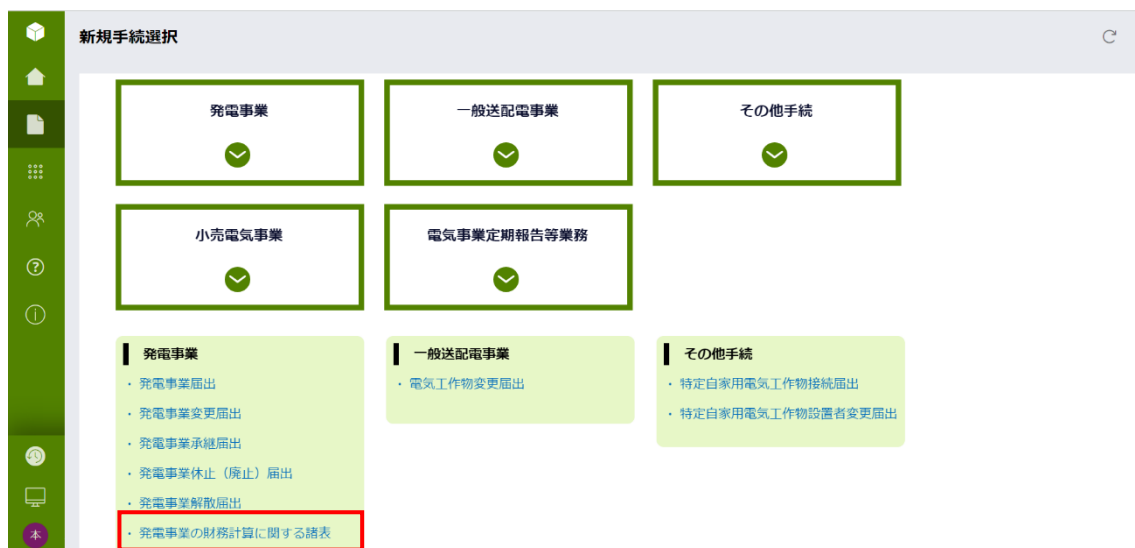 新規手続選択
発電事業
一般送配電事業
その他手続
小売電気事業
電気事業定期報告等業務
発電事業
・発電事業届出
・発電事業変更届出
・発電事業承継届出
・発電事業休止（廃止）届出
・発電事業解散届出
・発電事業の財務計算に関する諸表
一般送配電事業
・電気工作物変更届出
その他手続
・特定自家用電気工作物接続届出
・特定自家用電気工作物設置者変更届出
本